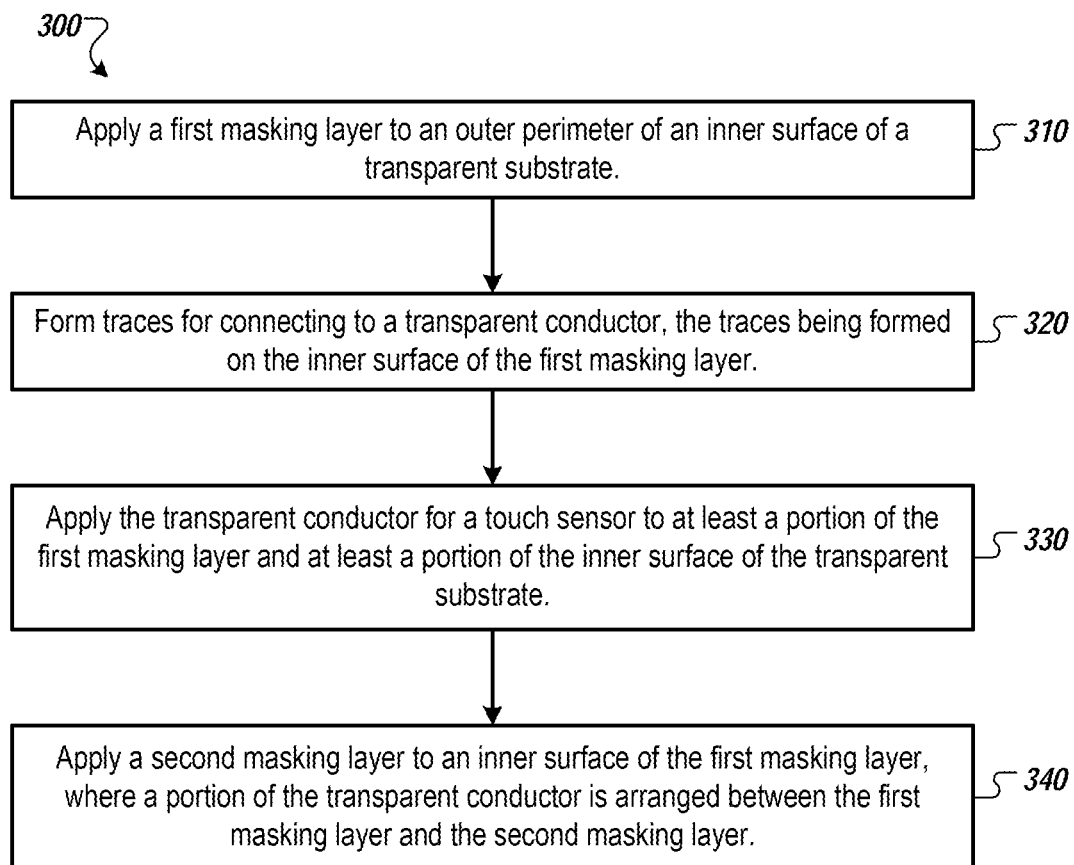 300
Apply a first masking layer to an outer perimeter of an inner surface of a
transparent substrate.
310
Form traces for connecting to a transparent conductor, the traces being formed
on the inner surface of the first masking layer.
320
Apply the transparent conductor for a touch sensor to at least a portion of the
first masking layer and at least a portion of the inner surface of the transparent
substrate.
330
Apply a second masking layer to an inner surface of the first masking layer,
where a portion of the transparent conductor is arranged between the first
masking layer and the second masking layer.
340